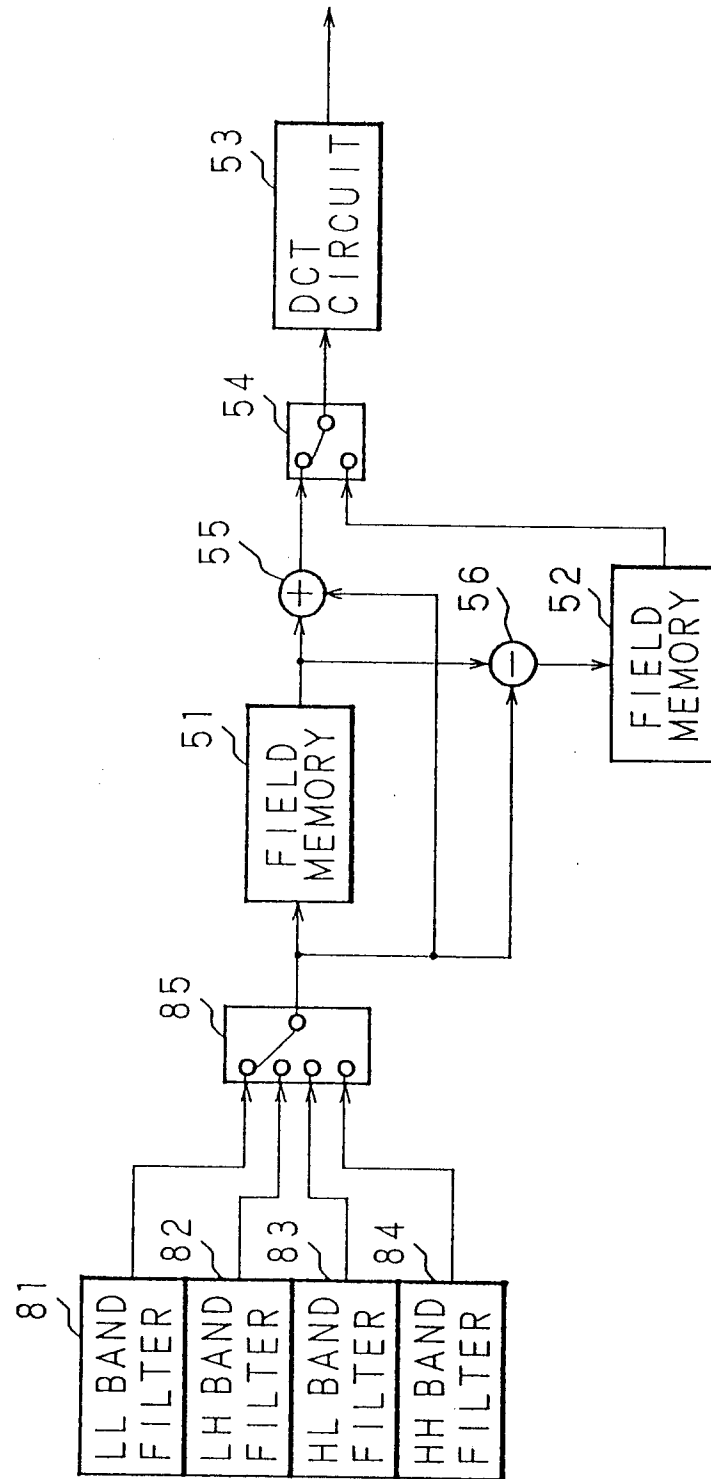 81
LL BAND
FILTER
82
LH BAND
FILTER
83
HL BAND
FILTER
84
HH BAND
FILTER
85
51
FIELD
MEMORY
55
+
56
−
52
FIELD
MEMORY
54
53
DCT
CIRCUIT